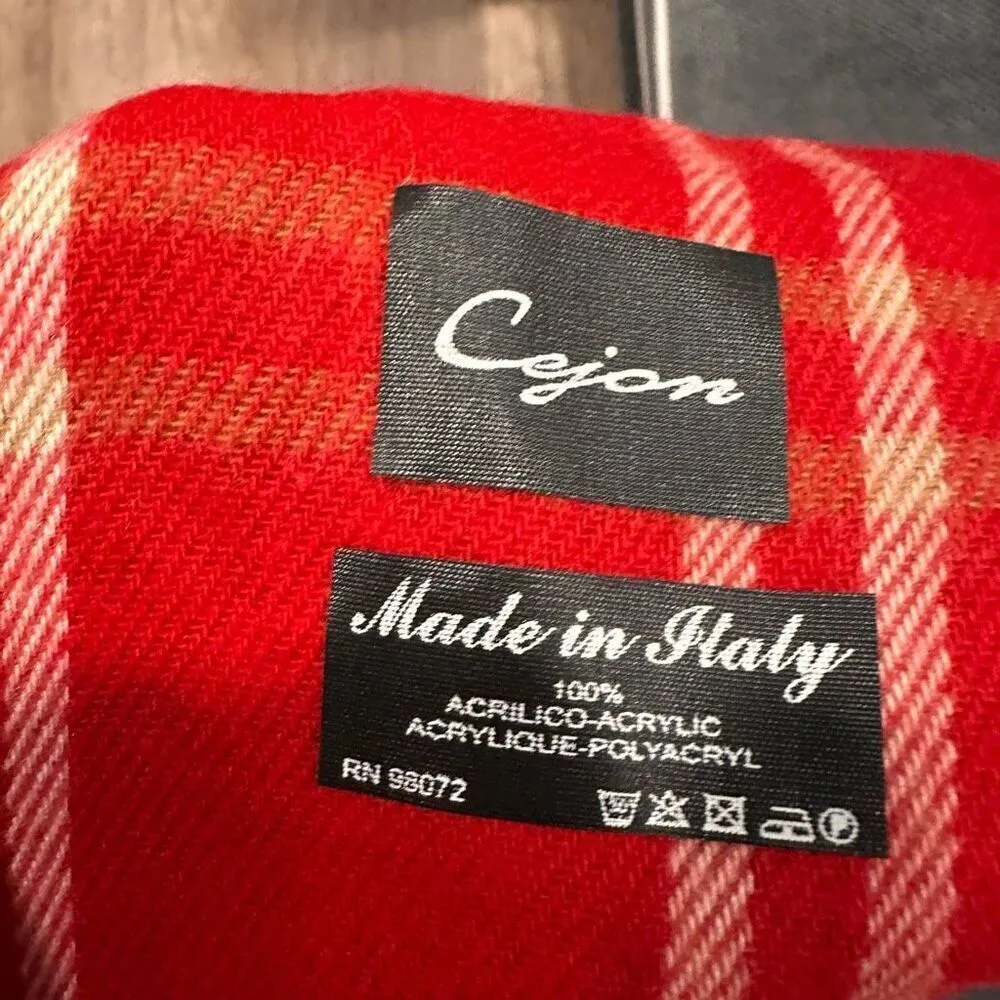 Cejon
Made in Italy
100%
ACRILICO-ACRYLIC
ACRYLIQUE-POLYACRYL
RN 98072
P